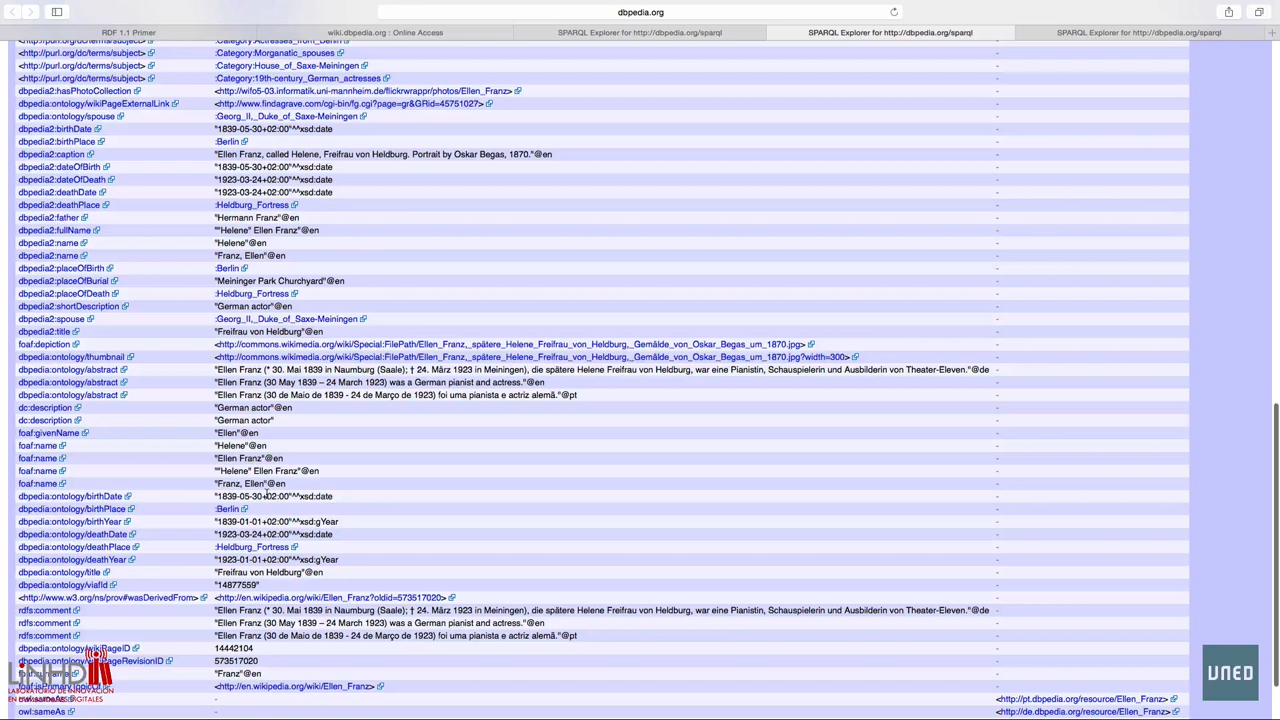 dbpedia.org
RDF 1.1 Primer
wiki.dbpedia.org : Online Access
SPARQL Explorer for http://dbpedia.org/sparql
SPARQL Explorer for http://dbpedia.org/sparql
SPARQL Explorer for http://dbpedia.org/sparql
<http://purl.org/dc/terms/subject> :Category:Actresses_from_Berlin
<http://purl.org/dc/terms/subject> :Category:Morganatic_spouses -
<http://purl.org/dc/terms/subject> :Category:House_of_Saxe-Meiningen -
<http://purl.org/dc/terms/subject> :Category:19th-century_German_actresses -
dbpedia2:hasPhotoCollection <http://wifo5-03.informatik.uni-mannheim.de/flickrwrappr/photos/Ellen_Franz> -
dbpedia:ontology/wikiPageExternalLink <http://www.findagrave.com/cgi-bin/fg.cgi?page=gr&GRid=45751027> -
dbpedia:ontology/spouse :Georg_II,_Duke_of_Saxe-Meiningen -
dbpedia2:birthDate "1839-05-30+02:00"^^xsd:date -
dbpedia2:birthPlace :Berlin -
dbpedia2:caption "Ellen Franz, called Helene, Freifrau von Heldburg. Portrait by Oskar Begas, 1870."@en -
dbpedia2:dateOfBirth "1839-05-30+02:00"^^xsd:date -
dbpedia2:dateOfDeath "1923-03-24+02:00"^^xsd:date -
dbpedia2:deathDate "1923-03-24+02:00"^^xsd:date -
dbpedia2:deathPlace :Heldburg_Fortress -
dbpedia2:father "Hermann Franz"@en -
dbpedia2:fullName ""Helene" Ellen Franz"@en -
dbpedia2:name "Helene"@en -
dbpedia2:name "Franz, Ellen"@en -
dbpedia2:placeOfBirth :Berlin -
dbpedia2:placeOfBurial "Meininger Park Churchyard"@en -
dbpedia2:placeOfDeath :Heldburg_Fortress -
dbpedia2:shortDescription "German actor"@en -
dbpedia2:spouse :Georg_II,_Duke_of_Saxe-Meiningen -
dbpedia2:title "Freifrau von Heldburg"@en -
foaf:depiction <http://commons.wikimedia.org/wiki/Special:FilePath/Ellen_Franz,_spätere_Helene_Freifrau_von_Heldburg,_Gemälde_von_Oskar_Begas_um_1870.jpg> -
dbpedia:ontology/thumbnail <http://commons.wikimedia.org/wiki/Special:FilePath/Ellen_Franz,_spätere_Helene_Freifrau_von_Heldburg,_Gemälde_von_Oskar_Begas_um_1870.jpg?width=300> -
dbpedia:ontology/abstract "Ellen Franz (* 30. Mai 1839 in Naumburg (Saale); † 24. März 1923 in Meiningen), die spätere Helene Freifrau von Heldburg, war eine Pianistin, Schauspielerin und Ausbilderin von Theater-Eleven."@de -
dbpedia:ontology/abstract "Ellen Franz (30 May 1839 – 24 March 1923) was a German pianist and actress."@en -
dbpedia:ontology/abstract "Ellen Franz (30 de Maio de 1839 - 24 de Março de 1923) foi uma pianista e actriz alemã."@pt -
dc:description "German actor"@en -
dc:description "German actor" -
foaf:givenName "Ellen"@en -
foaf:name "Helene"@en -
foaf:name "Ellen Franz"@en -
foaf:name ""Helene" Ellen Franz"@en -
foaf:name "Franz, Ellen"@en -
dbpedia:ontology/birthDate "1839-05-30+02:00"^^xsd:date -
dbpedia:ontology/birthPlace :Berlin -
dbpedia:ontology/birthYear "1839-01-01+02:00"^^xsd:gYear -
dbpedia:ontology/deathDate "1923-03-24+02:00"^^xsd:date -
dbpedia:ontology/deathPlace :Heldburg_Fortress -
dbpedia:ontology/deathYear "1923-01-01+02:00"^^xsd:gYear -
dbpedia:ontology/title "Freifrau von Heldburg"@en -
dbpedia:ontology/viafId "14877559" -
<http://www.w3.org/ns/prov#wasDerivedFrom> <http://en.wikipedia.org/wiki/Ellen_Franz?oldid=573517020> -
rdfs:comment "Ellen Franz (* 30. Mai 1839 in Naumburg (Saale); † 24. März 1923 in Meiningen), die spätere Helene Freifrau von Heldburg, war eine Pianistin, Schauspielerin und Ausbilderin von Theater-Eleven."@de -
rdfs:comment "Ellen Franz (30 May 1839 – 24 March 1923) was a German pianist and actress."@en -
rdfs:comment "Ellen Franz (30 de Maio de 1839 - 24 de Março de 1923) foi uma pianista e actriz alemã."@pt -
dbpedia:ontology/wikiPageID 14442104 -
dbpedia:ontology/wikiPageRevisionID 573517020 -
"Franz"@en -
foaf:isPrimaryTopicOf <http://en.wikipedia.org/wiki/Ellen_Franz> -
owl:sameAs - <http://pt.dbpedia.org/resource/Ellen_Franz>
owl:sameAs - <http://de.dbpedia.org/resource/Ellen_Franz>
LINHD
LABORATORIO DE INNOVACIÓN
EN HUMANIDADES DIGITALES
UNED